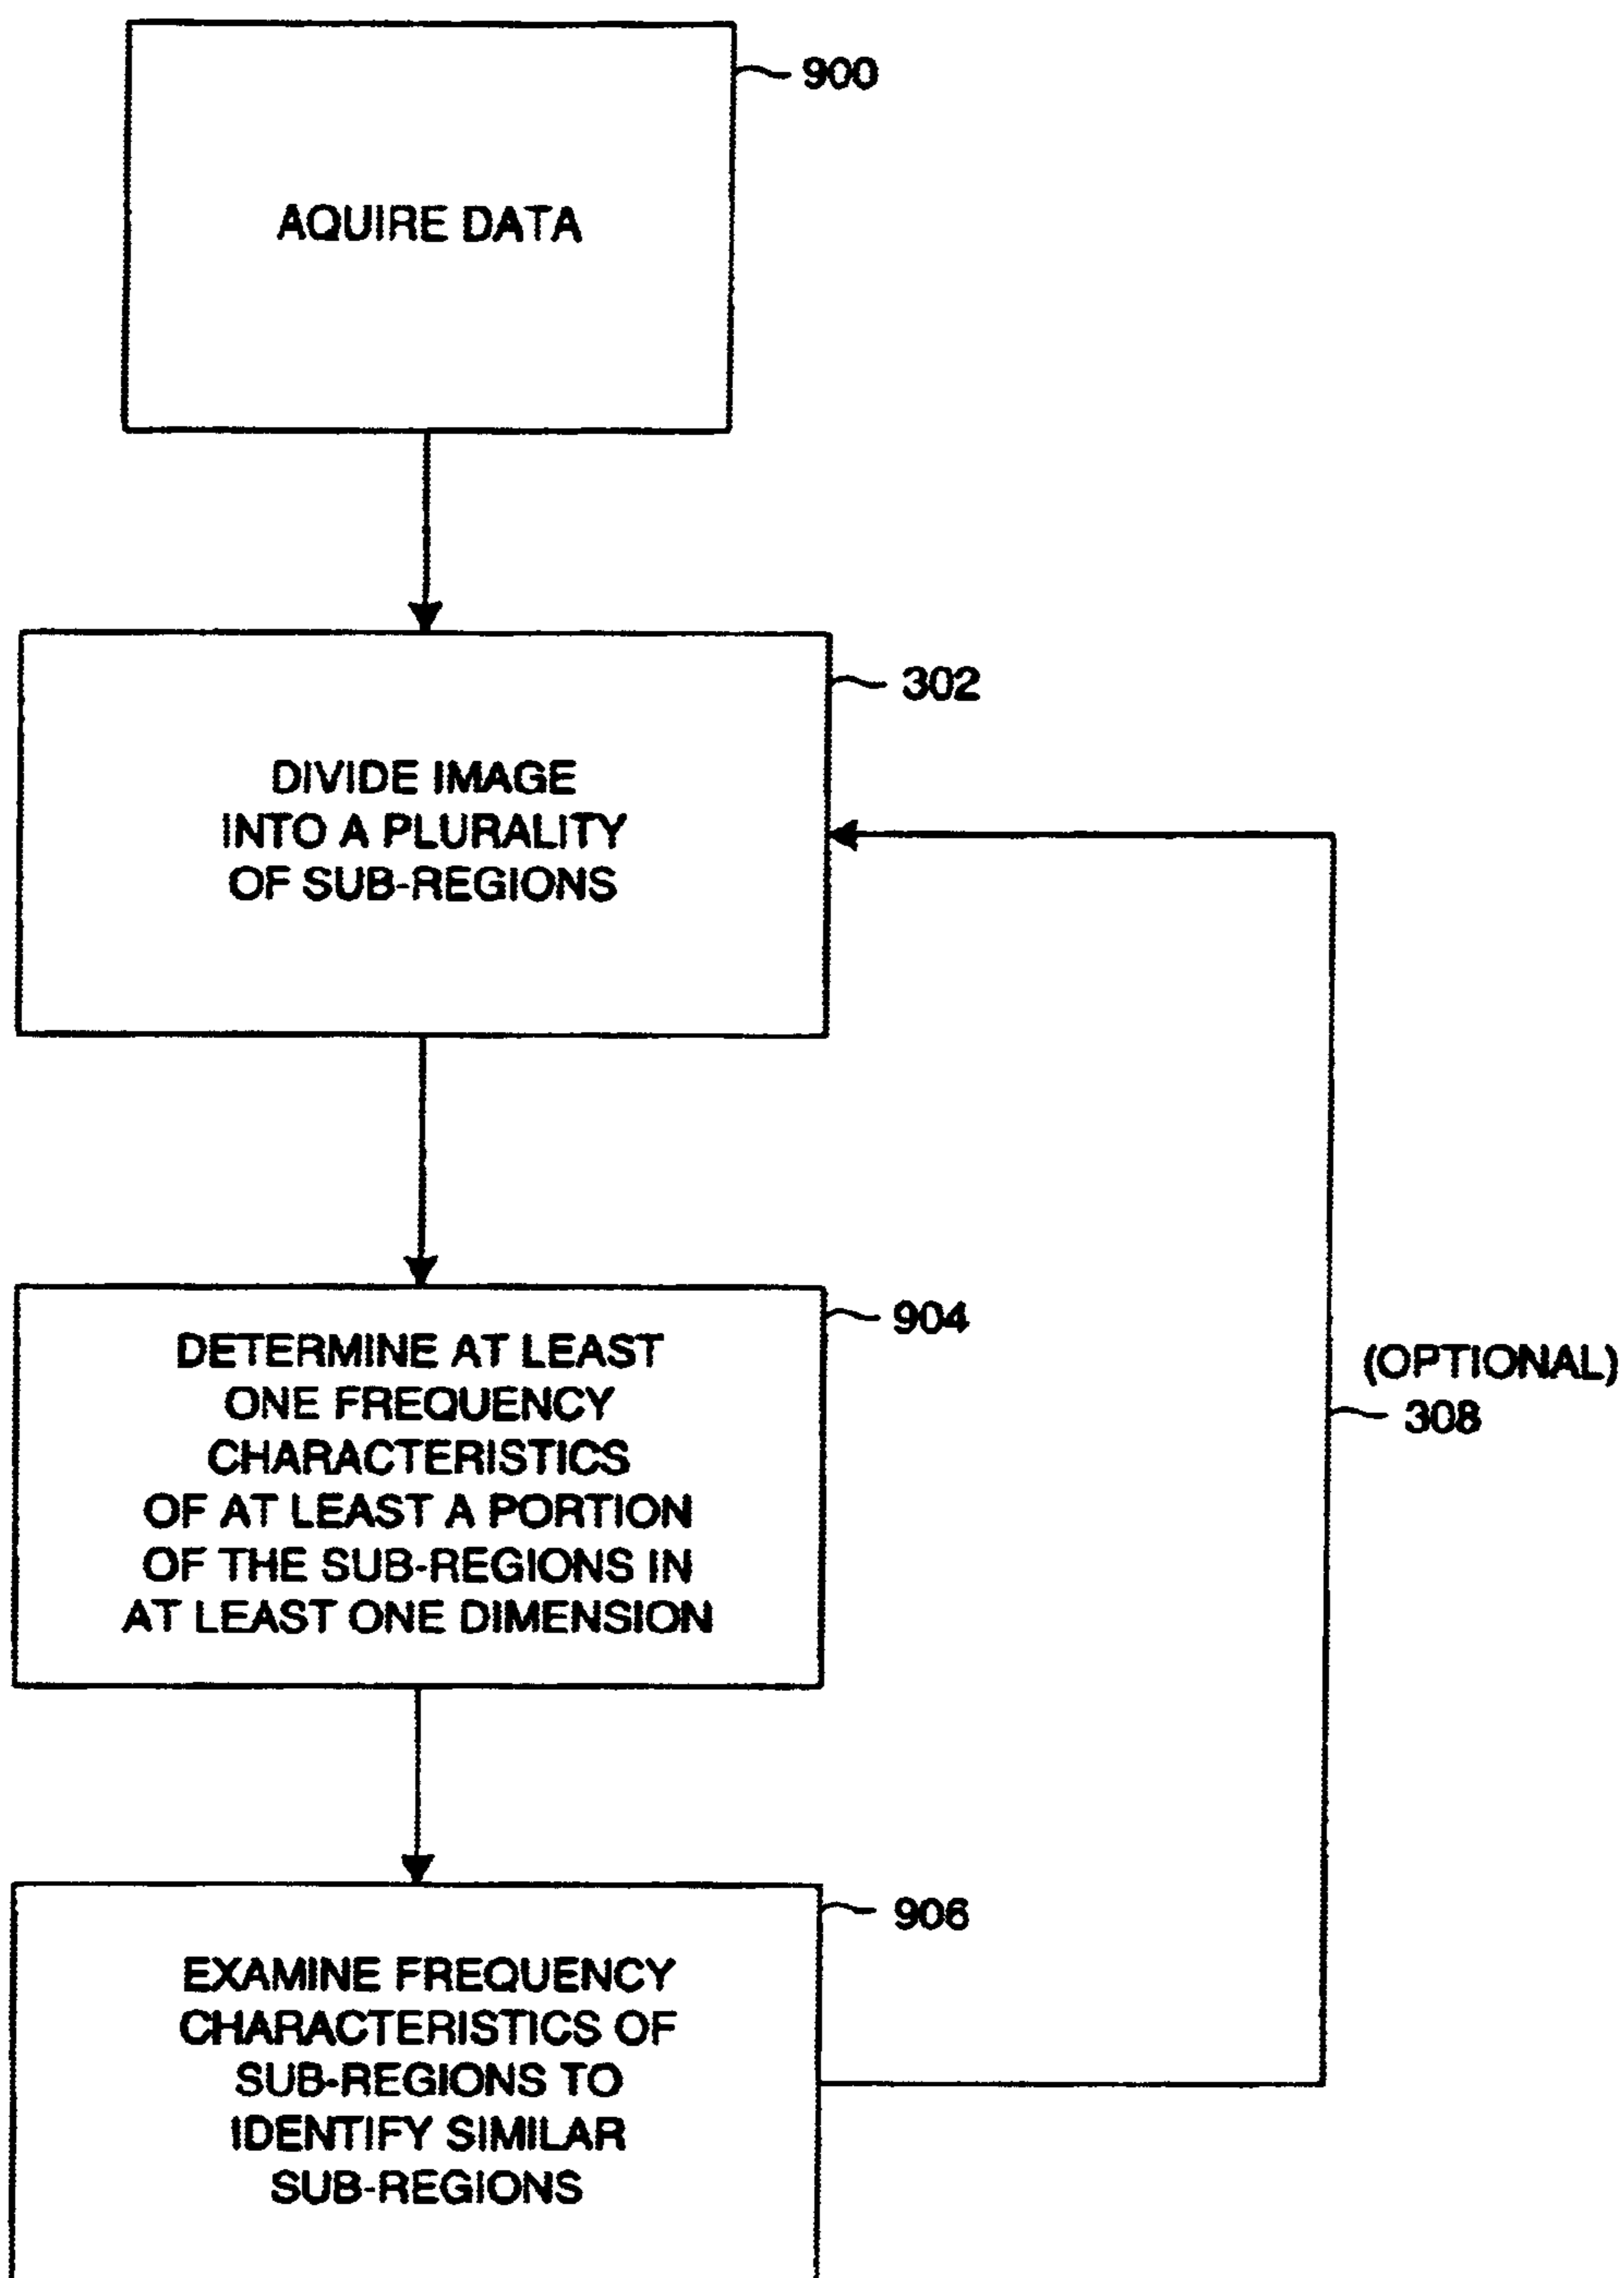 900
AQUIRE DATA
302
DIVIDE IMAGE
INTO A PLURALITY
OF SUB-REGIONS
904
DETERMINE AT LEAST
ONE FREQUENCY
CHARACTERISTICS
OF AT LEAST A PORTION
OF THE SUB-REGIONS IN
AT LEAST ONE DIMENSION
(OPTIONAL)
308
906
EXAMINE FREQUENCY
CHARACTERISTICS OF
SUB-REGIONS TO
IDENTIFY SIMILAR
SUB-REGIONS